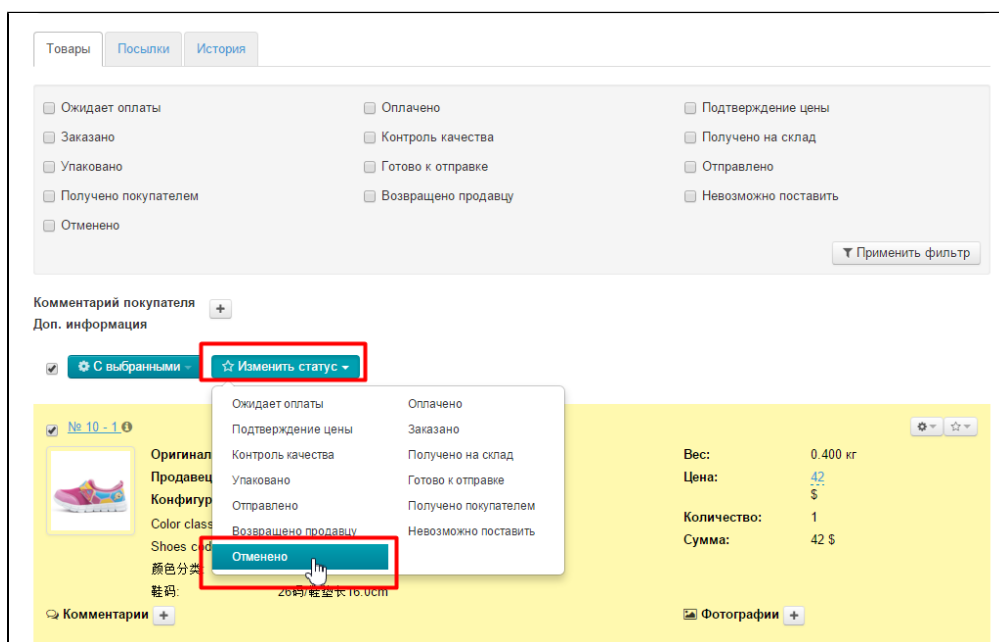 Товары Посылки История
Ожидает оплаты Оплачено Подтверждение цены
Заказано Контроль качества Получено на склад
Упаковано Готово к отправке Отправлено
Получено покупателем Возвращено продавцу Невозможно поставить
Отменено
Применить фильтр
Комментарий покупателя +
Доп. информация
С выбранными Изменить статус
Ожидает оплаты Оплачено
№ 10 - 1 Подтверждение цены Заказано
Оригинал Контроль качества Получено на склад Вес: 0.400 кг
Продавец Упаковано Готово к отправке Цена: 42
Конфигур Отправлено Получено покупателем $
Color class Возвращено продавцу Невозможно поставить Количество: 1
Shoes cod Отменено Сумма: 42 $
颜色分类
鞋码: 26码/鞋垫长16.0cm
Комментарии + Фотографии +